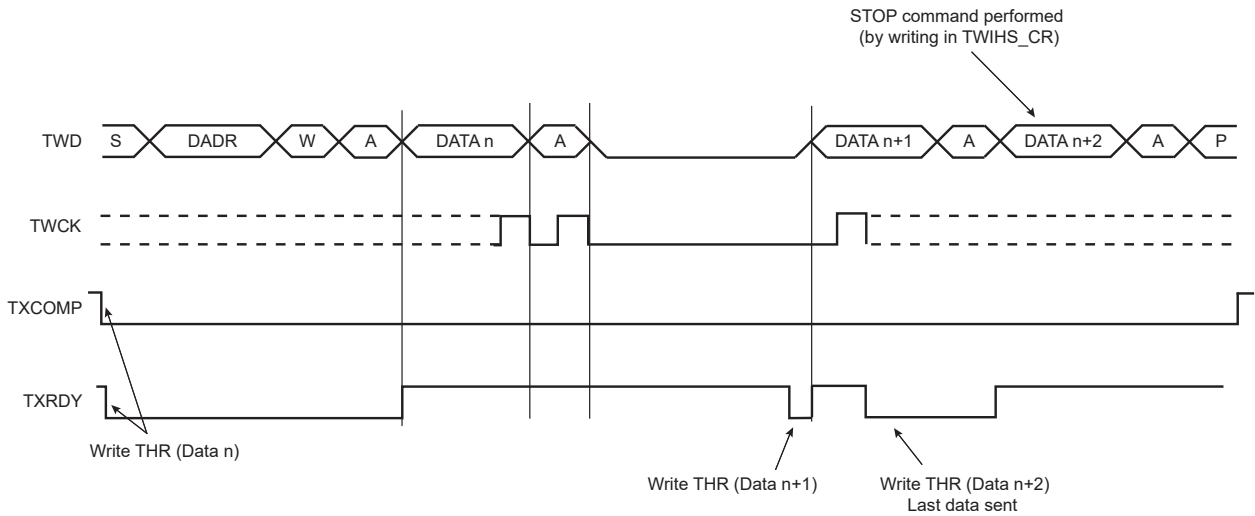 STOP command performed
(by writing in TWIHS_CR)
TWD S DADR W A DATA n A DATA n+1 A DATA n+2 A P
TWCK
TXCOMP
TXRDY
Write THR (Data n)
Write THR (Data n+1) Write THR (Data n+2)
Last data sent